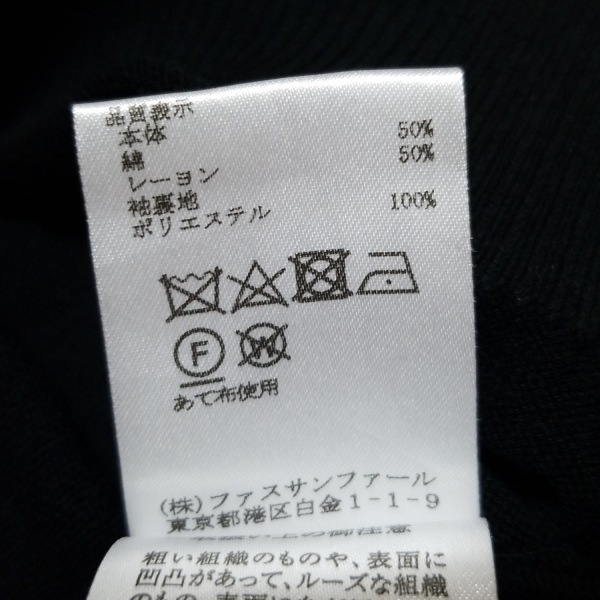 品質表示
本体
綿 50%
レーヨン 50%
袖裏地
ポリエステル 100%
F
W
あて布使用
(株)ファスサンファール
東京都港区白金1-1-9
粗い組織のものや、表面に
凹凸があって、ルーズな組織